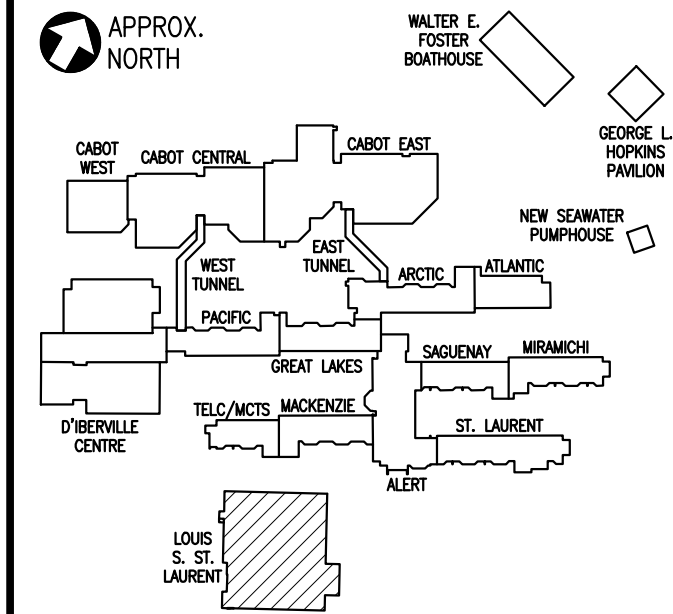 APPROX.
NORTH
WALTER E.
FOSTER
BOATHOUSE
GEORGE L.
HOPKINS
PAVILION
CABOT
WEST
CABOT CENTRAL
CABOT EAST
NEW SEAWATER
PUMPHOUSE
WEST
TUNNEL
EAST
TUNNEL
ARCTIC
ATLANTIC
PACIFIC
GREAT LAKES
SAGUENAY
MIRAMICHI
D'IBERVILLE
CENTRE
TELC/MCTS
MACKENZIE
ST. LAURENT
ALERT
LOUIS
S. ST.
LAURENT